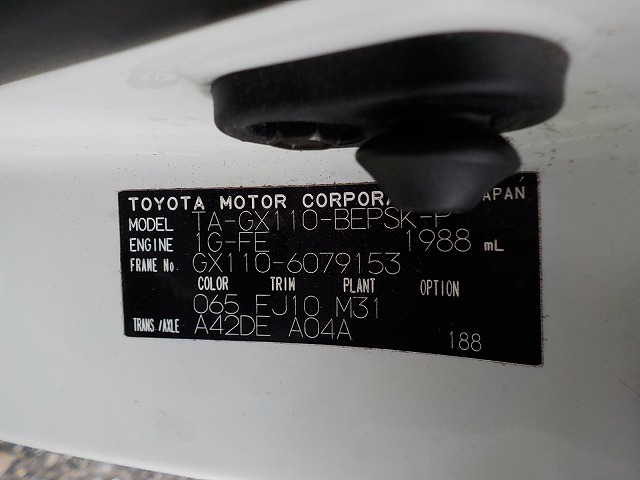 TOYOTA MOTOR CORPORA JAPAN
MODEL TA-GX110-BEPSK-P
ENGINE 1G-FE 1988 mL
FRAME No. GX110-6079153
COLOR TRIM PLANT OPTION
065 FJ10 M31
TRANS./AXLE A42DE A04A
188